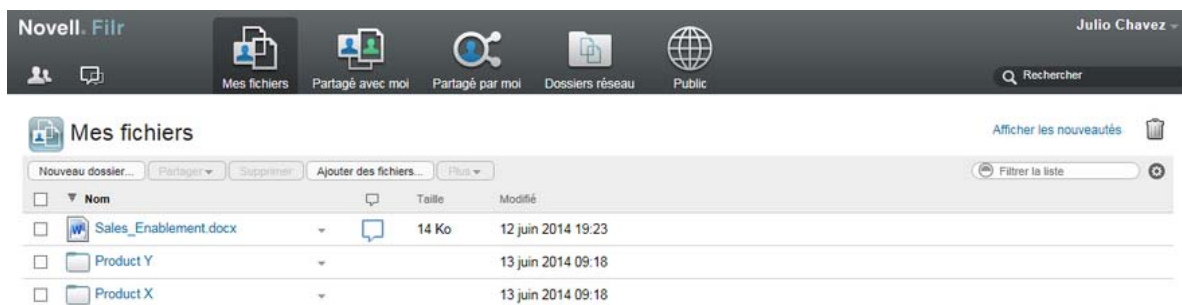 Novell. Filr
Julio Chavez
Mes fichiers
Partagé avec moi
Partagé par moi
Dossiers réseau
Public
Rechercher
Mes fichiers
Afficher les nouveautés
Nouveau dossier...
Partager
Supprimer
Ajouter des fichiers...
Plus
Filtrer la liste
Nom
Taille
Modifié
Sales_Enablement.docx 14 Ko 12 juin 2014 19:23
Product Y 13 juin 2014 09:18
Product X 13 juin 2014 09:18